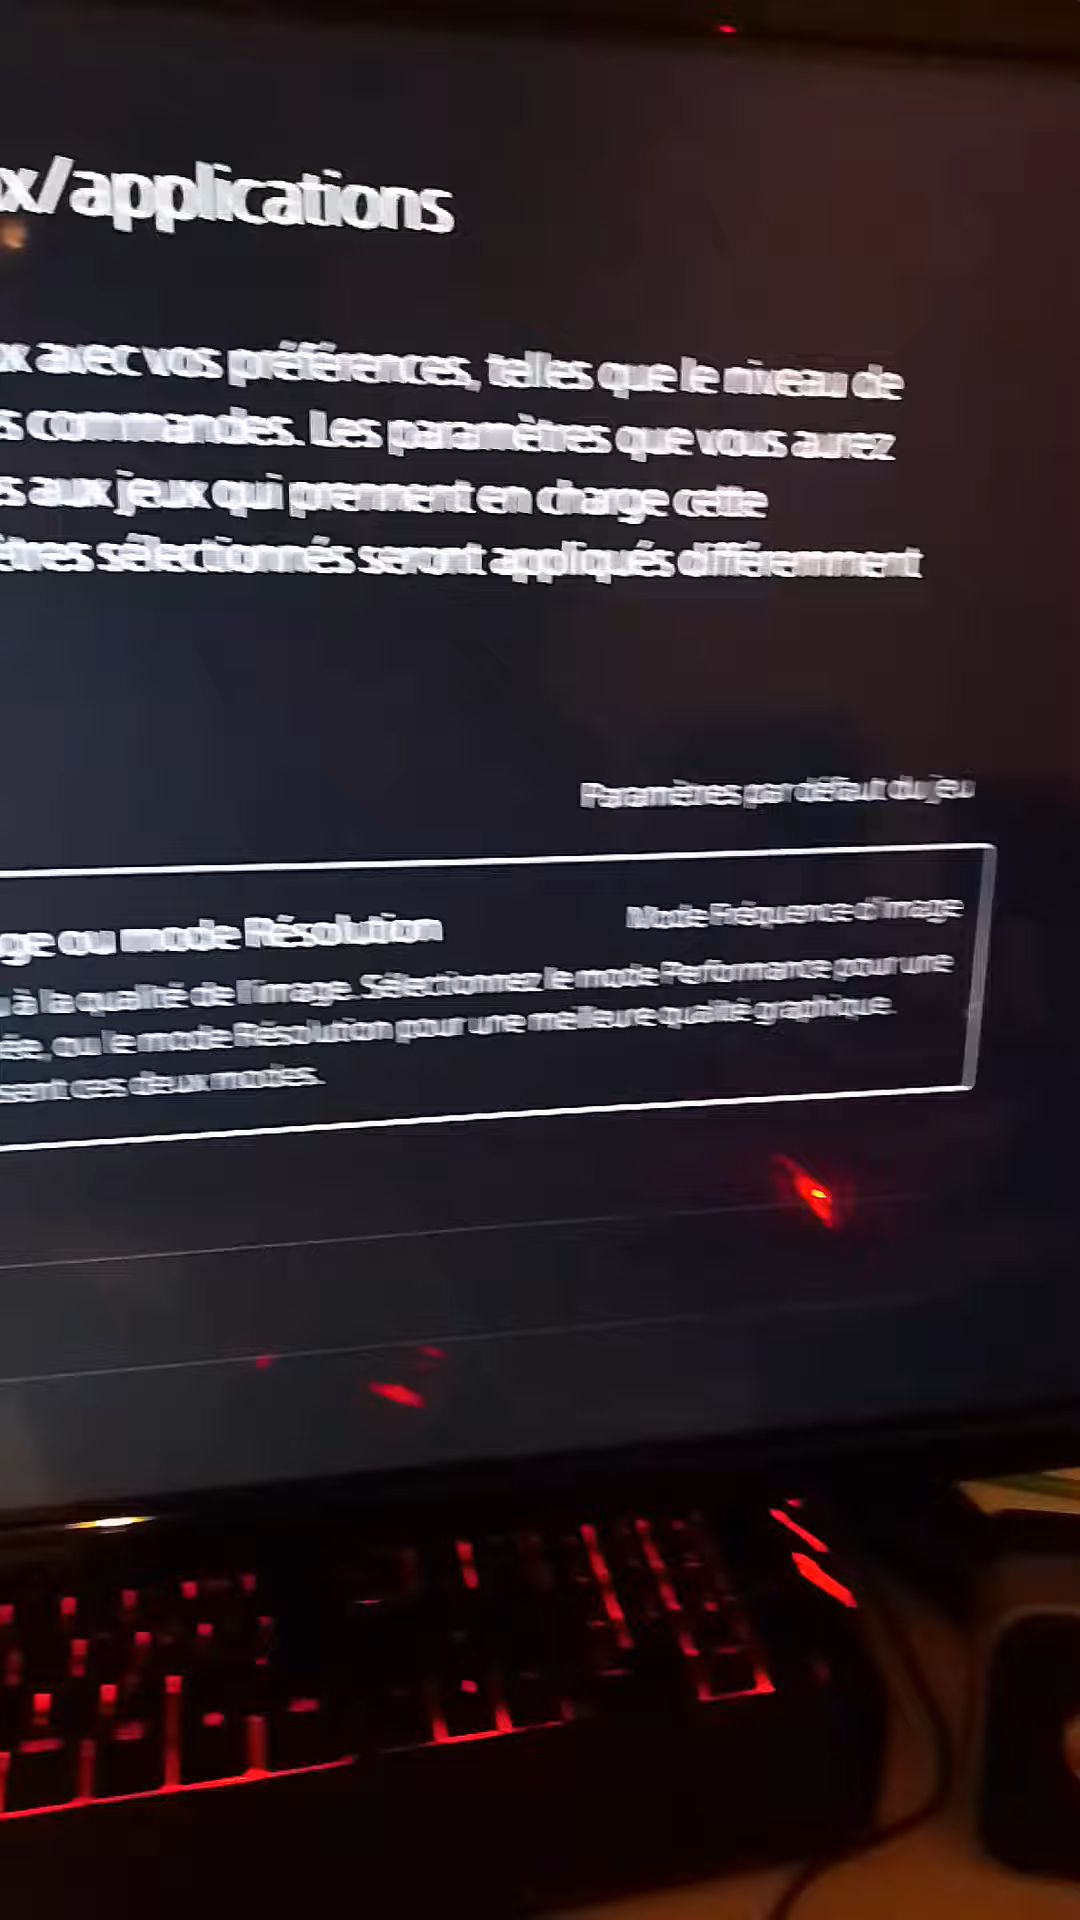 x/applications
x avec vos préférences, telles que le niveau de
s commandes. Les paramètres que vous aurez
s aux jeux qui prennent en charge cette
ètres sélectionnés seront appliqués différemment
Paramètres par défaut du jeu
ge ou mode Résolution
Mode Fréquence d'image
à la qualité de l'image. Sélectionnez le mode Performance pour une
ée, ou le mode Résolution pour une meilleure qualité graphique.
sent ces deux modes.